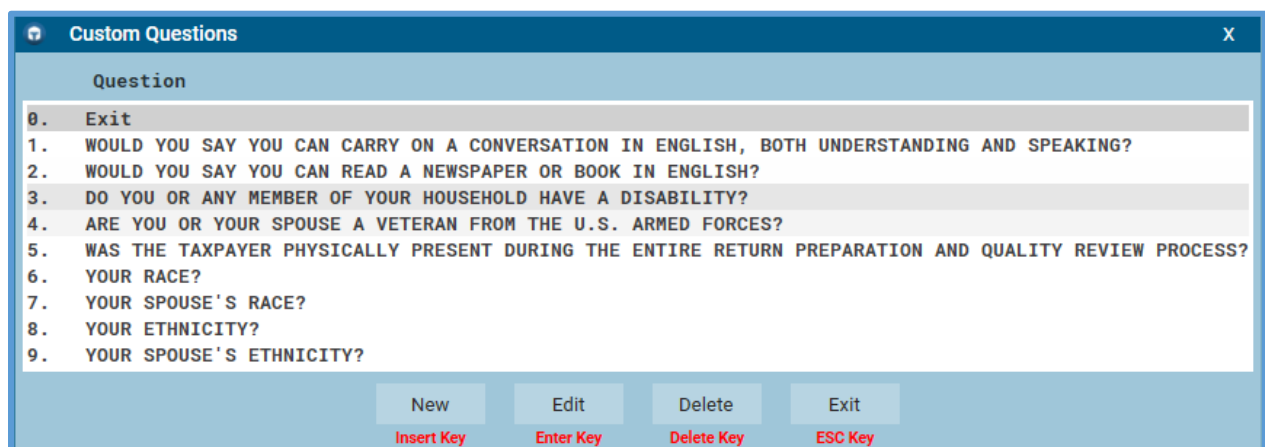 Custom Questions X
Question
0. Exit
1. WOULD YOU SAY YOU CAN CARRY ON A CONVERSATION IN ENGLISH, BOTH UNDERSTANDING AND SPEAKING?
2. WOULD YOU SAY YOU CAN READ A NEWSPAPER OR BOOK IN ENGLISH?
3. DO YOU OR ANY MEMBER OF YOUR HOUSEHOLD HAVE A DISABILITY?
4. ARE YOU OR YOUR SPOUSE A VETERAN FROM THE U.S. ARMED FORCES?
5. WAS THE TAXPAYER PHYSICALLY PRESENT DURING THE ENTIRE RETURN PREPARATION AND QUALITY REVIEW PROCESS?
6. YOUR RACE?
7. YOUR SPOUSE'S RACE?
8. YOUR ETHNICITY?
9. YOUR SPOUSE'S ETHNICITY?
New Edit Delete Exit
Insert Key Enter Key Delete Key ESC Key